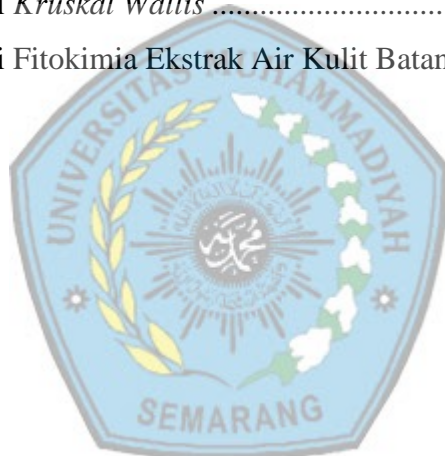 i Kruskal Wallis ................................
i Fitokimia Ekstrak Air Kulit Batan
UNIVERSITAS MUHAMMADIYAH
SEMARANG